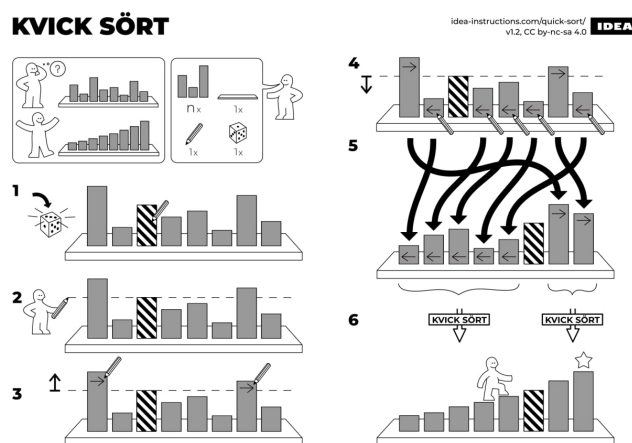 KVICK SÖRT
idea-instructions.com/quick-sort/
v1.2, CC by-nc-sa 4.0
IDEA
?
n x
1x
1x
1x
1
2
3
4
5
KVICK SÖRT
KVICK SÖRT
6